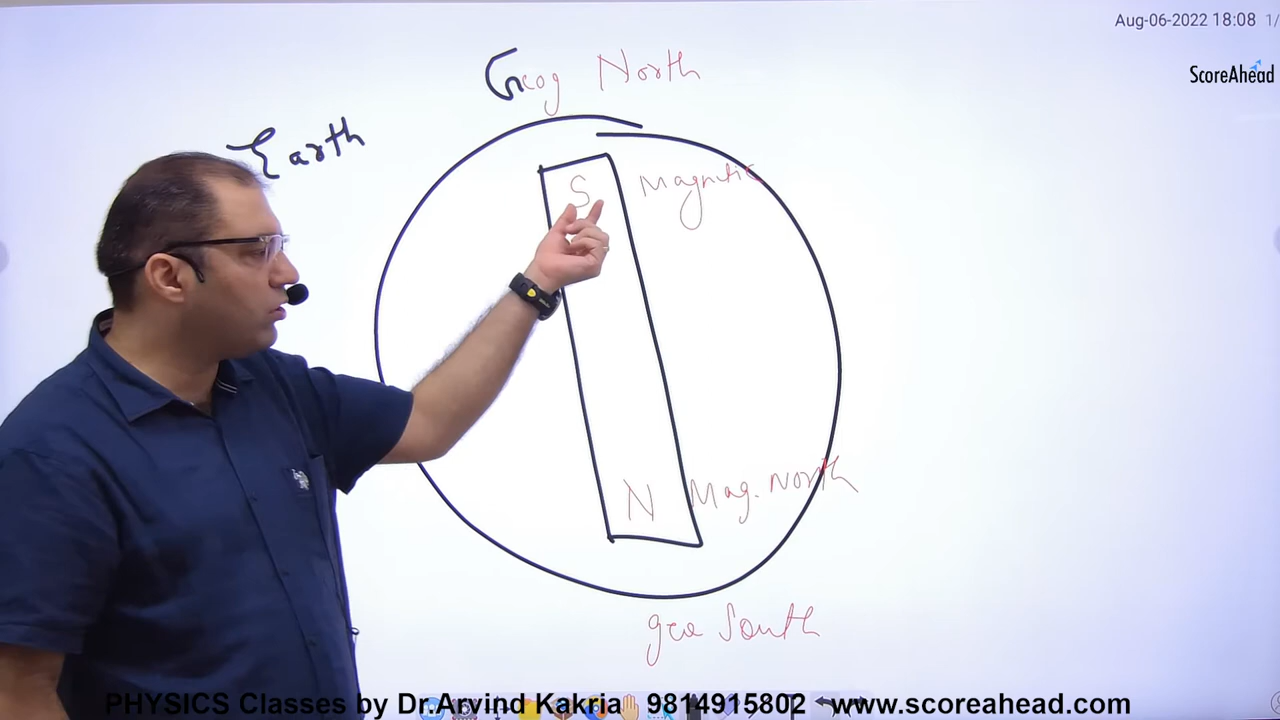 Aug-06-2022 18:08 1/
ScoreAhead
Geog North
Earth
S
Magnetic
N
Mag. North
geo South
PHYSICS Classes by Dr.Arvind Kakria 9814915802 www.scoreahead.com